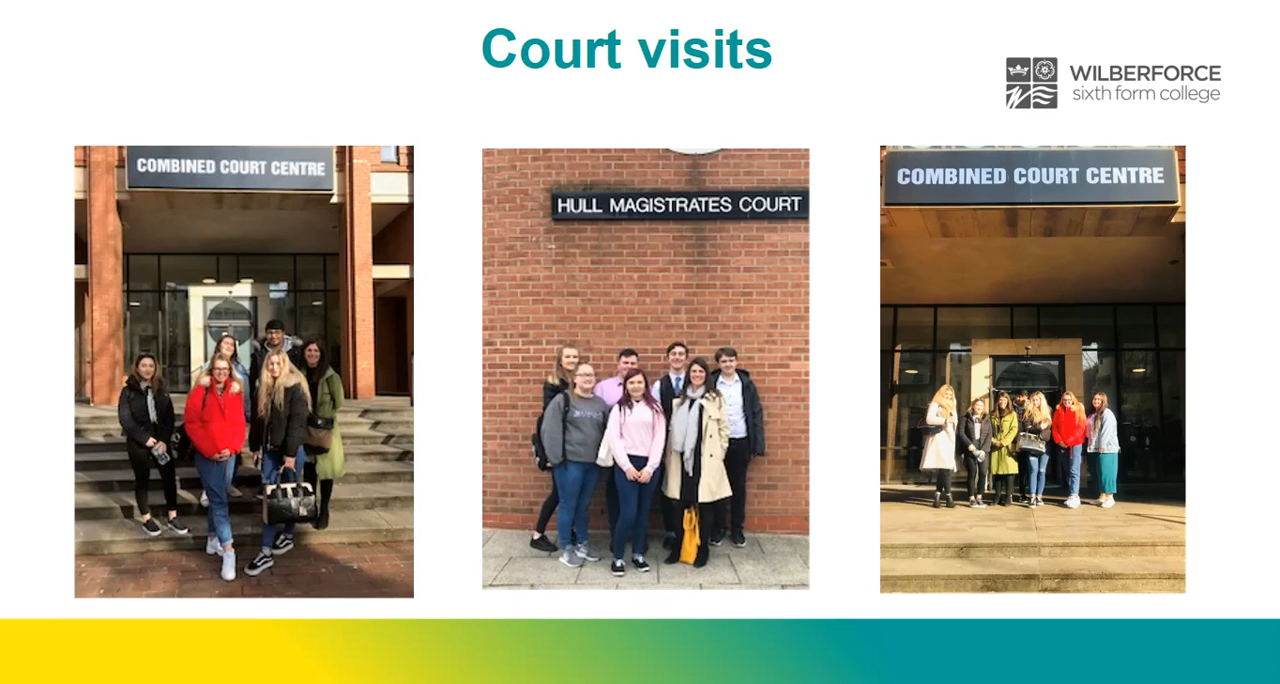 Court visits
WILBERFORCE
sixth form college
COMBINED COURT CENTRE
HULL MAGISTRATES COURT
COMBINED COURT CENTRE